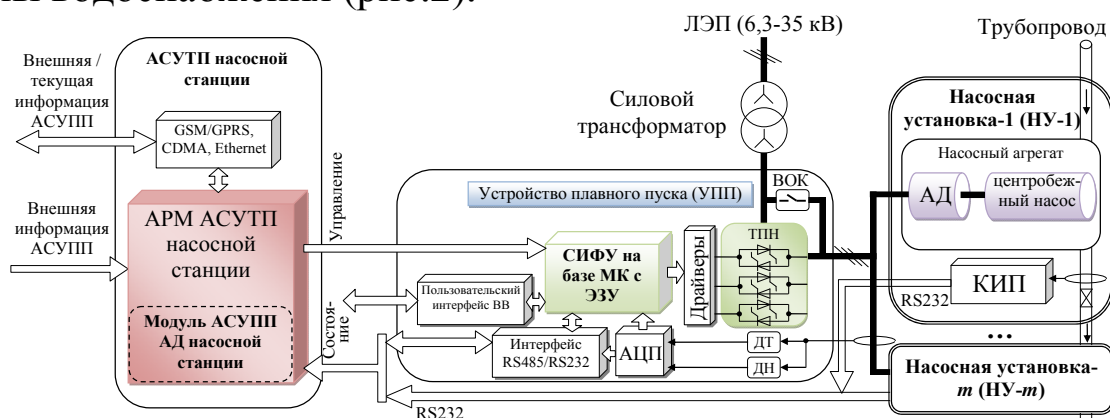 ЛЭП (6,3-35 кВ)
Трубопровод
Внешняя /
текущая
информация
АСУПП
АСУТП насосной
станции
GSM/GPRS,
CDMA, Ethernet
Силовой
трансформатор
Насосная
установка-1 (НУ-1)
Насосный агрегат
АД
центробеж-
ный насос
Управление
Устройство плавного пуска (УПП)
ВОК
Внешняя
информация
АСУПП
АРМ АСУТП
насосной
станции
СИФУ на
базе МК с
ЭЗУ
Драйверы
ТПН
Пользовательский
интерфейс ВВ
КИП
RS232
Состоя-
ние
Модуль АСУПП
АД насосной
станции
Интерфейс
RS485/RS232
АЦП
ДТ
ДН
...
Насосная установка-
m (НУ-m)
RS232